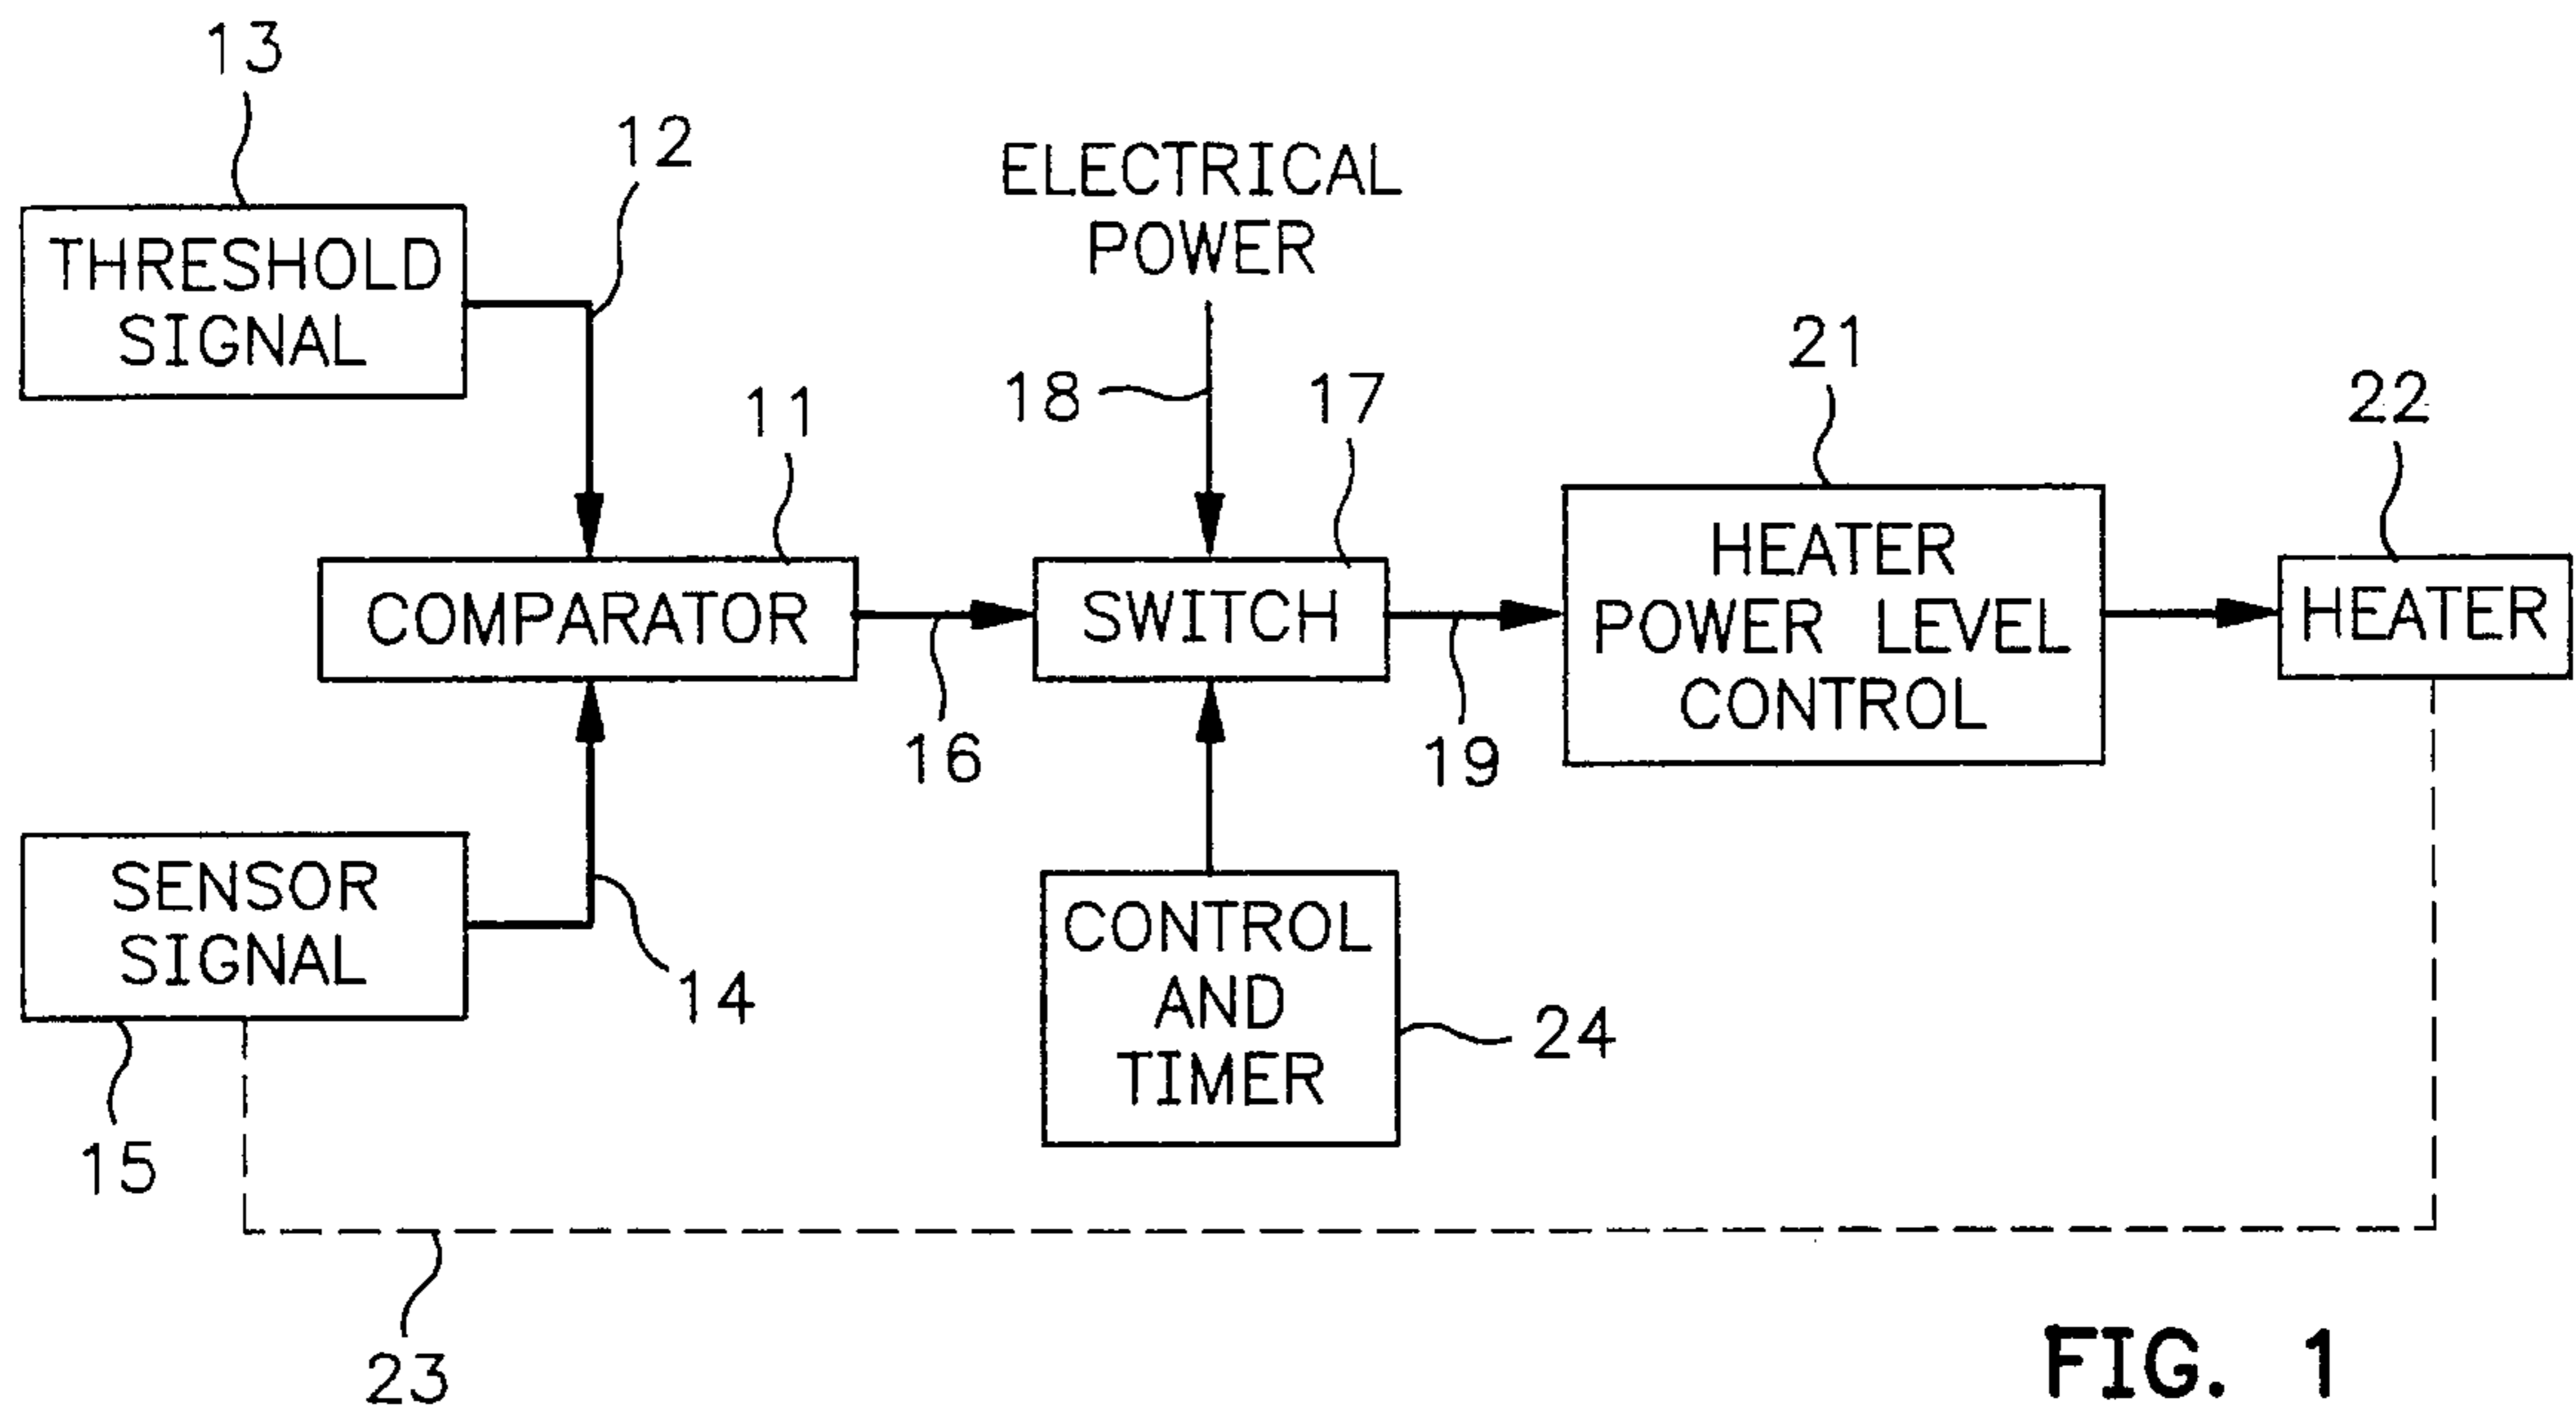 13
12
ELECTRICAL
POWER
THRESHOLD
SIGNAL
21
18
17
22
11
HEATER
POWER LEVEL
CONTROL
COMPARATOR
SWITCH
HEATER
16
19
SENSOR
SIGNAL
14
CONTROL
AND
TIMER
24
15
23
FIG. 1